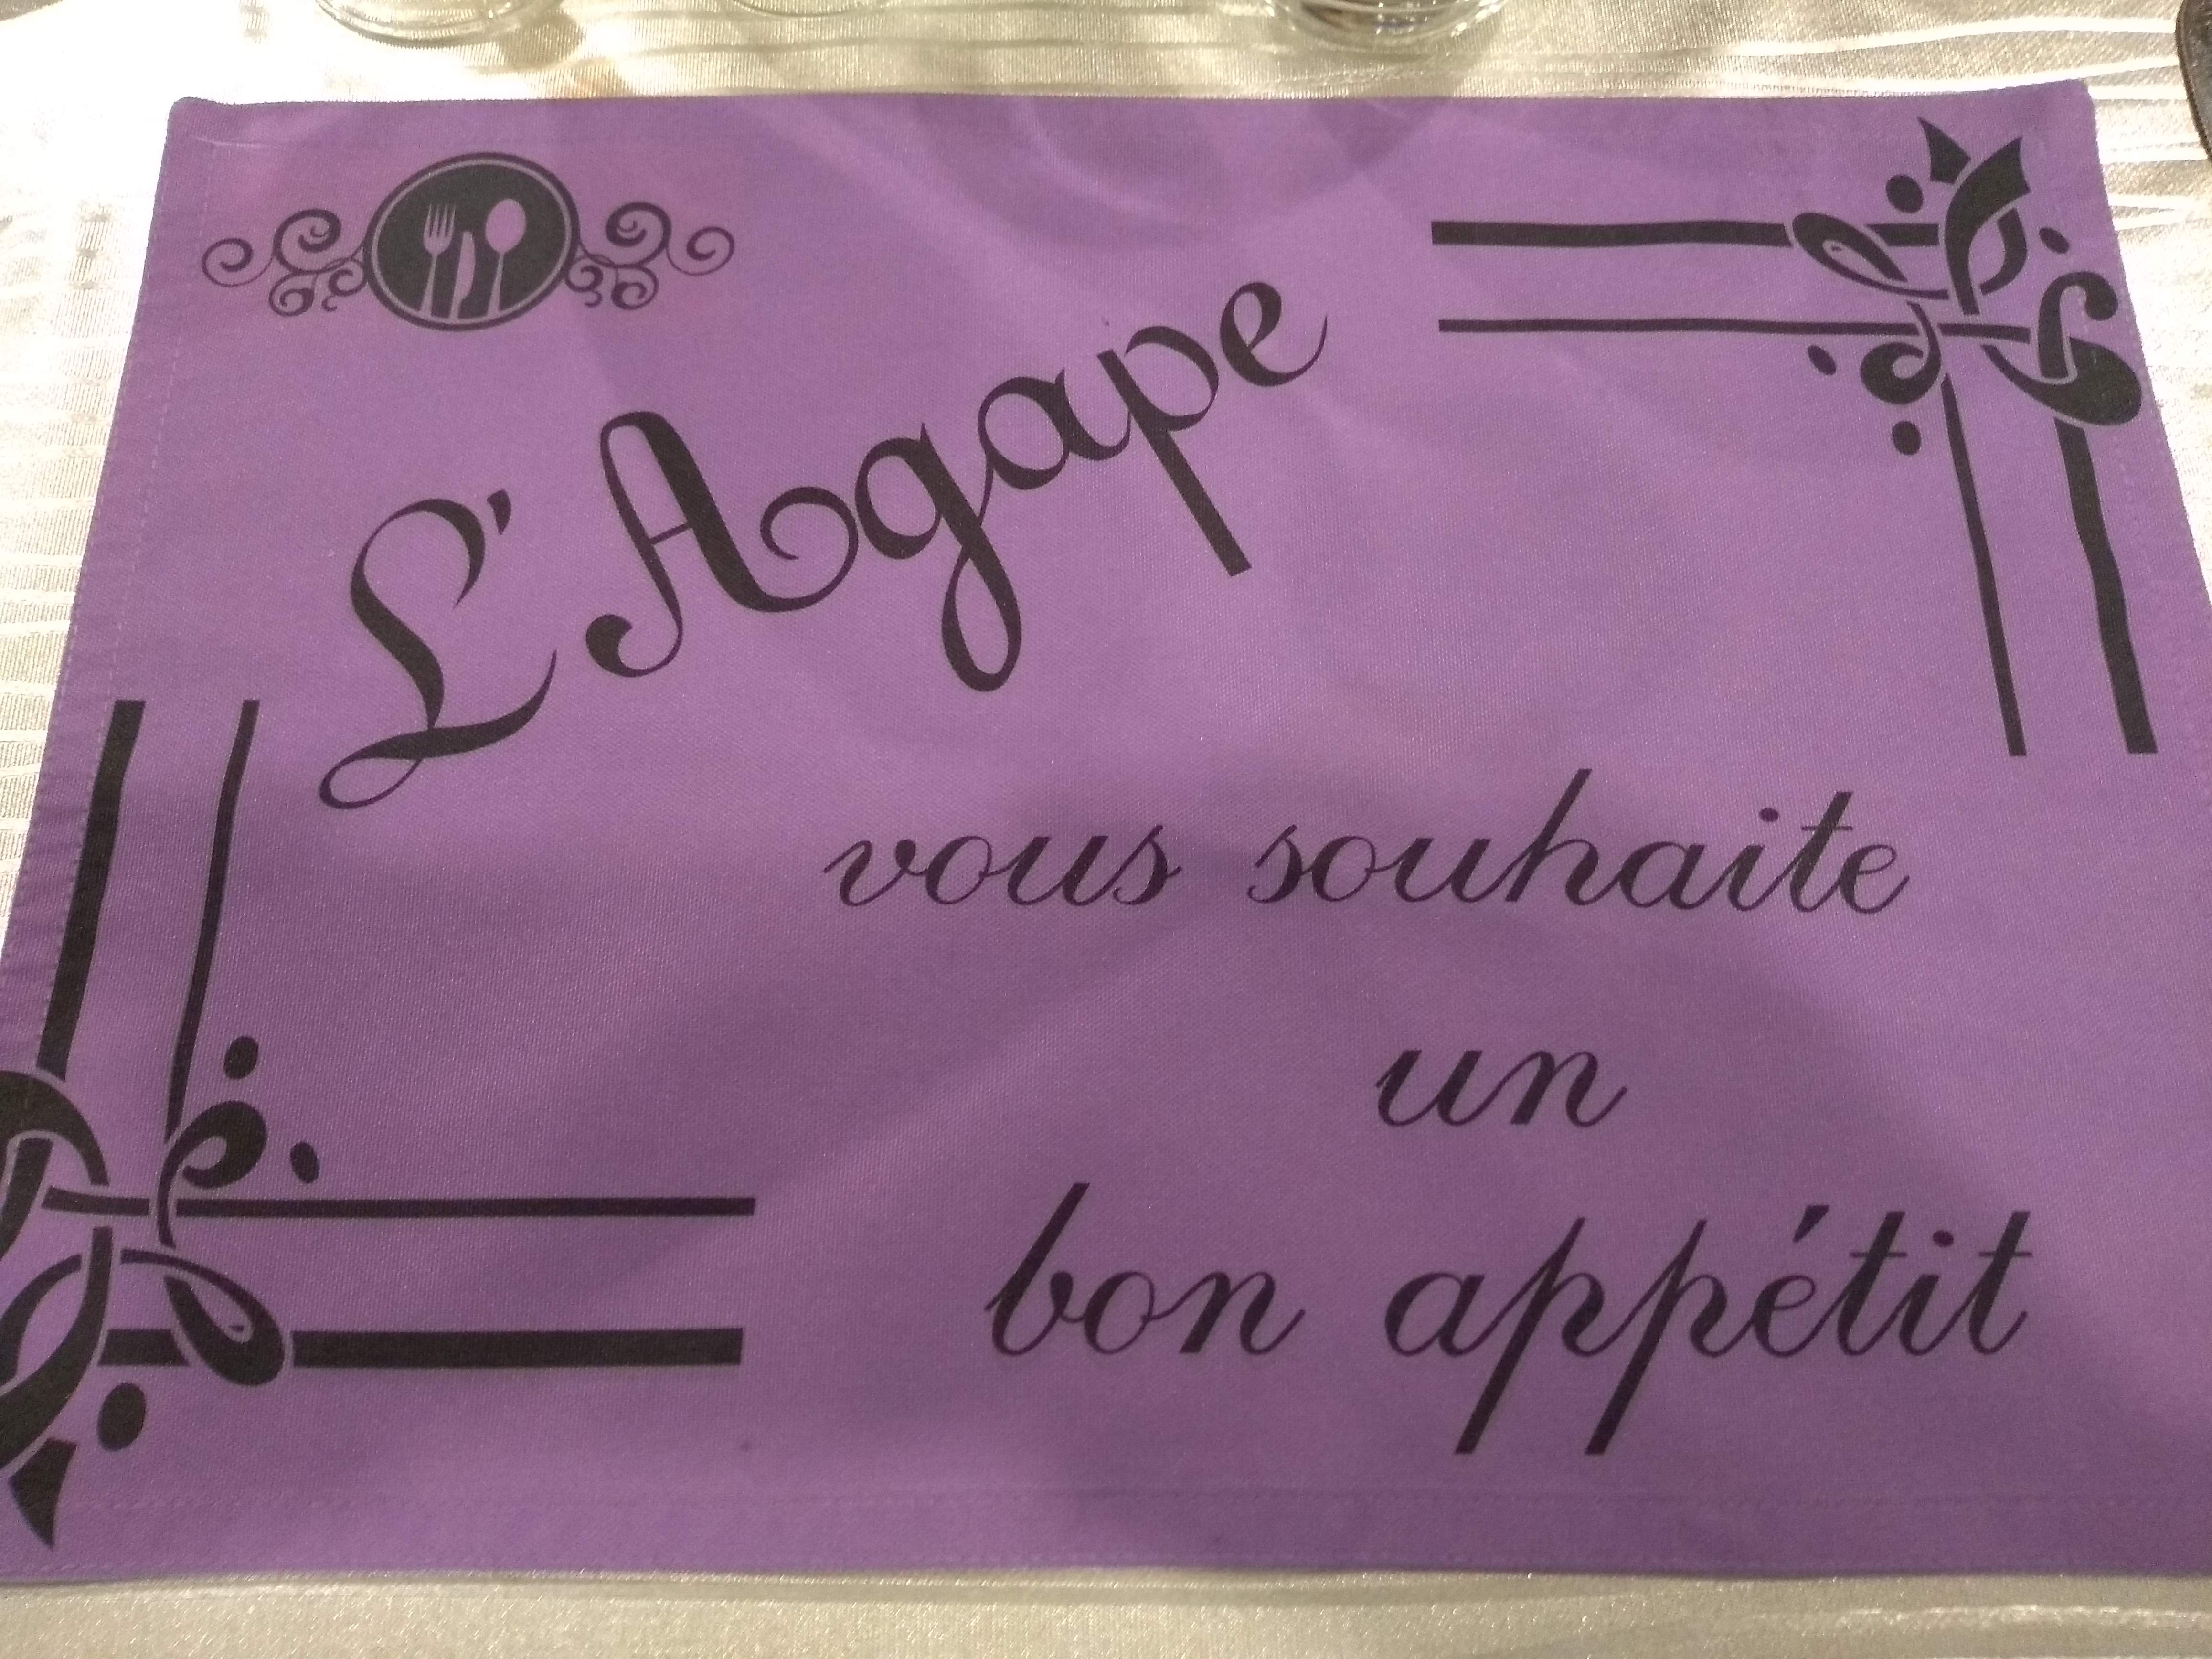 L'Agape
vous souhaite
un
bon appétit